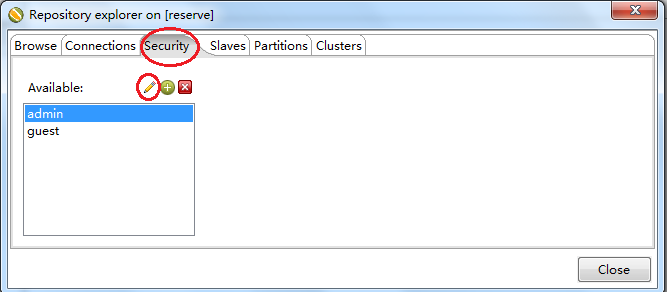 Repository explorer on [reserve]
Browse Connections Security Slaves Partitions Clusters
Available:
admin
guest
Close